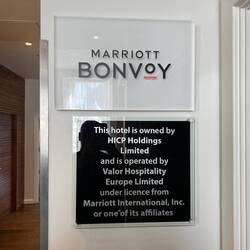 MARRIOTT
BONVOY
This hotel is owned by
HICP Holdings
Limited
and is operated by
Valor Hospitality
Europe Limited
under licence from
Marriott International, Inc.
or one of its affiliates